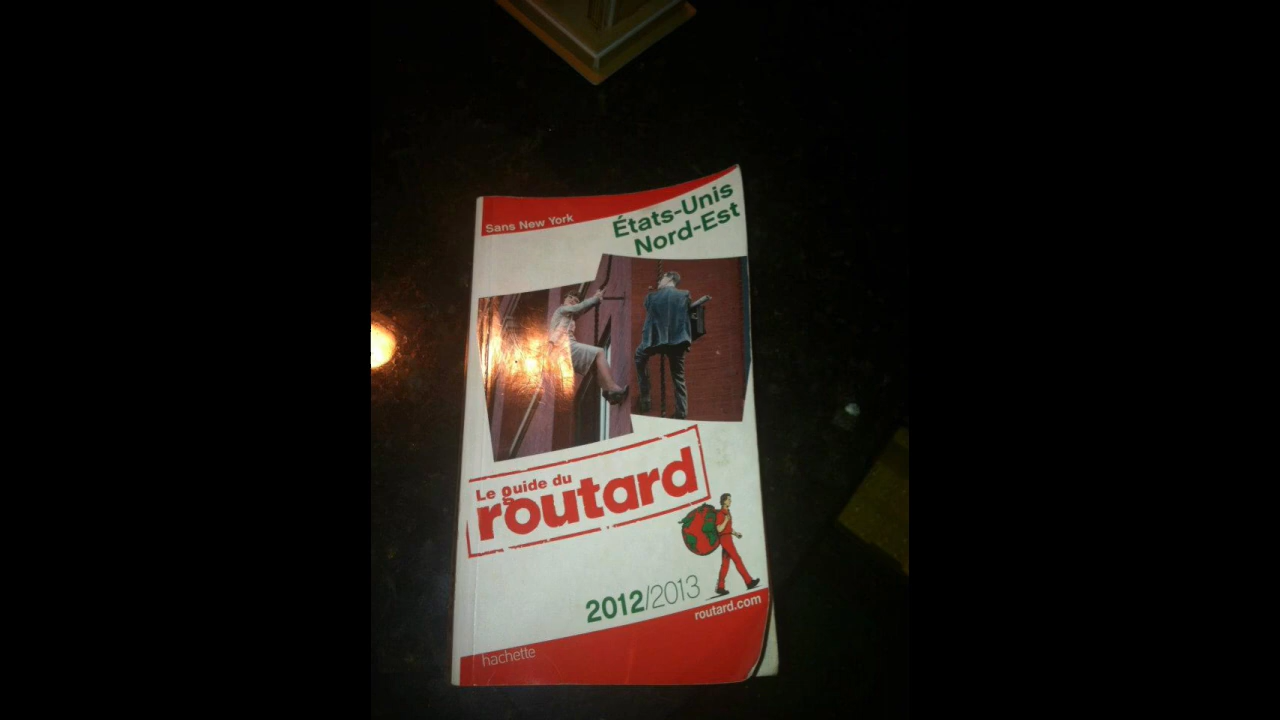 Sans New York
États-Unis
Nord-Est
Le guide du
routard
2012/2013
routard.com
hachette